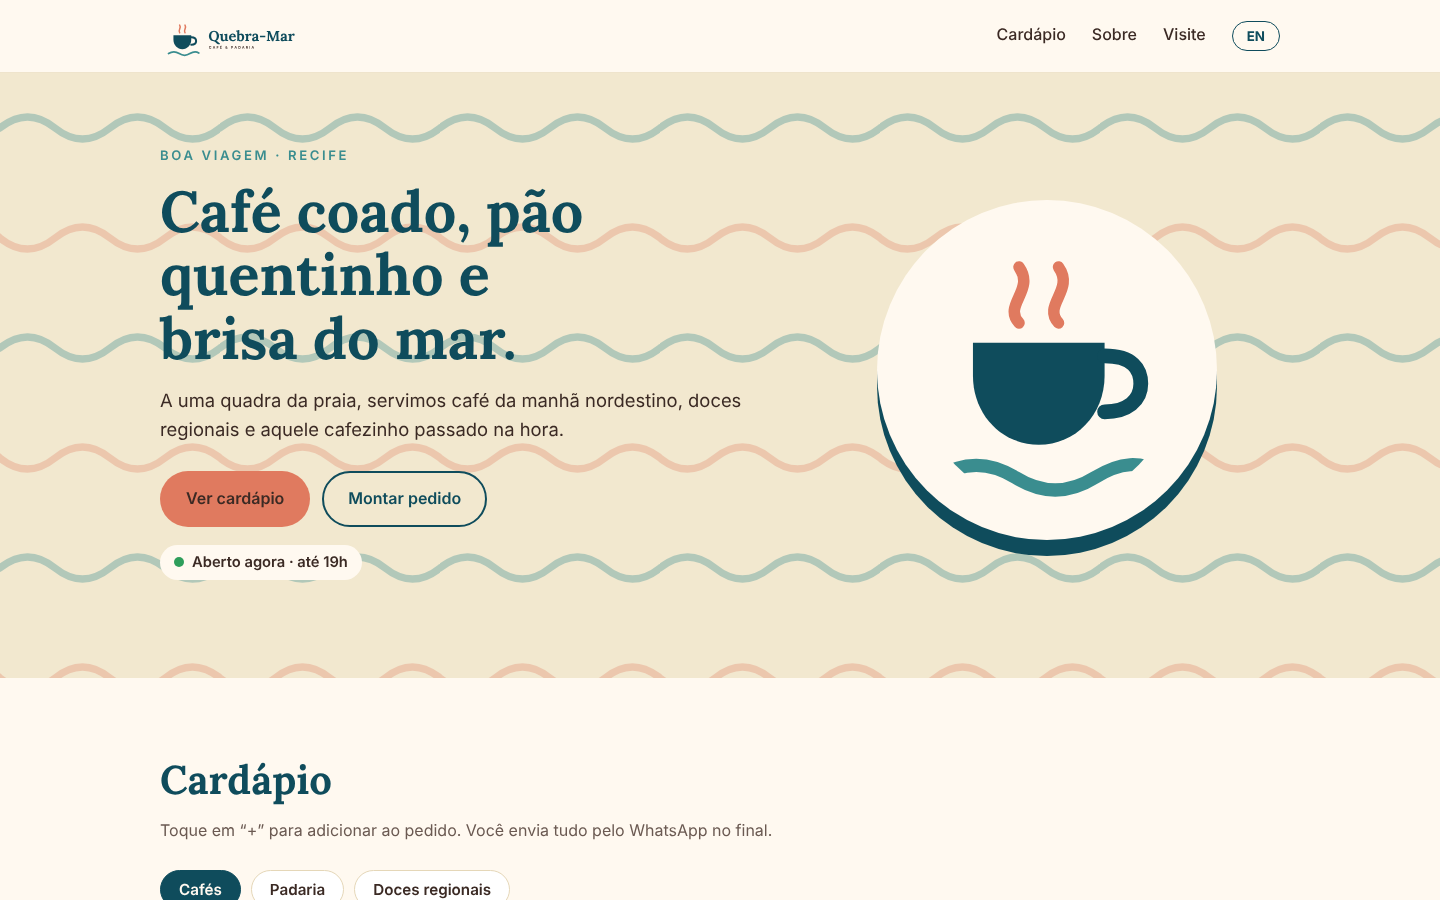 Quebra-Mar
CAFÉ & PADARIA
Cardápio
Sobre
Visite
EN
BOA VIAGEM · RECIFE
Café coado, pão
quentinho e
brisa do mar.
A uma quadra da praia, servimos café da manhã nordestino, doces
regionais e aquele cafezinho passado na hora.
Ver cardápio
Montar pedido
Aberto agora · até 19h
Cardápio
Toque em “+” para adicionar ao pedido. Você envia tudo pelo WhatsApp no final.
Cafés
Padaria
Doces regionais